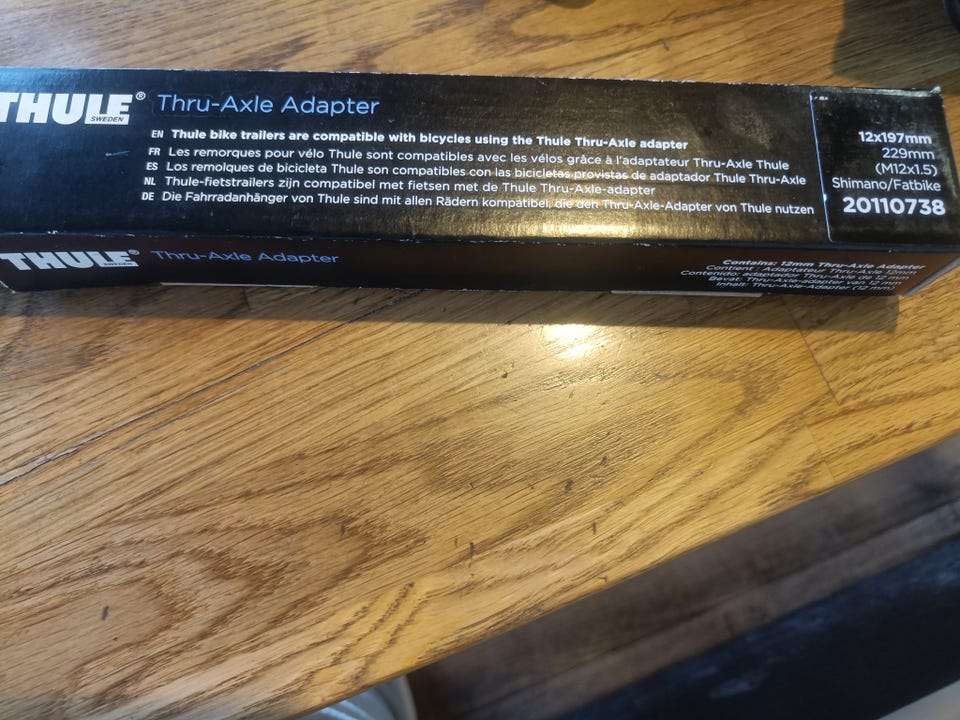 THULE® Thru-Axle Adapter
SWEDEN
EN Thule bike trailers are compatible with bicycles using the Thule Thru-Axle adapter
FR Les remorques pour vélo Thule sont compatibles avec les vélos grâce à l'adaptateur Thru-Axle Thule
ES Los remolques de bicicleta Thule son compatibles con las bicicletas provistas de adaptador Thule Thru-Axle
NL Thule-fietstrailers zijn compatibel met fietsen met de Thule Thru-Axle-adapter
DE Die Fahrradanhänger von Thule sind mit allen Rädern kompatibel, die den Thru-Axle-Adapter von Thule nutzen
12x197mm
229mm
(M12x1.5)
Shimano/Fatbike
20110738
THULE® Thru-Axle Adapter
SWEDEN
Contains: 12mm Thru-Axle Adapter
Contient : Adaptateur Thru-Axle 12mm
Contenido: adaptador Thru-Axle de 12 mm
Bevat: Thru-Axle-adapter van 12 mm
Inhalt: Thru-Axle-Adapter (12 mm)